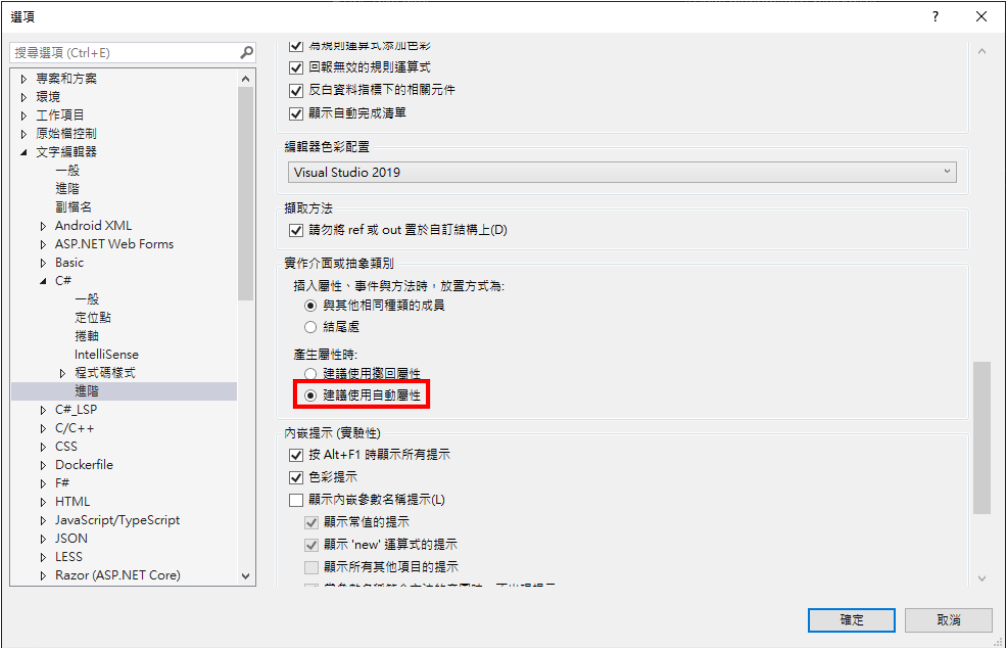 選項
?
搜尋選項 (Ctrl+E)
專案和方案
環境
工作項目
原始檔控制
文字編輯器
一般
進階
副檔名
Android XML
ASP.NET Web Forms
Basic
C#
一般
定位點
捲軸
IntelliSense
程式碼樣式
進階
C#_LSP
C/C++
CSS
Dockerfile
F#
HTML
JavaScript/TypeScript
JSON
LESS
Razor (ASP.NET Core)
為規則運算式添加色彩
回報無效的規則運算式
反白資料指標下的相關元件
顯示自動完成清單
編輯器色彩配置
Visual Studio 2019
擷取方法
請勿將 ref 或 out 置於自訂結構上(D)
實作介面或抽象類別
插入屬性、事件與方法時，放置方式為:
與其他相同種類的成員
結尾處
產生屬性時:
建議使用擲回屬性
建議使用自動屬性
內嵌提示 (實驗性)
按 Alt+F1 時顯示所有提示
色彩提示
顯示內嵌參數名稱提示(L)
顯示常值的提示
顯示 'new' 運算式的提示
顯示所有其他項目的提示
確定
取消